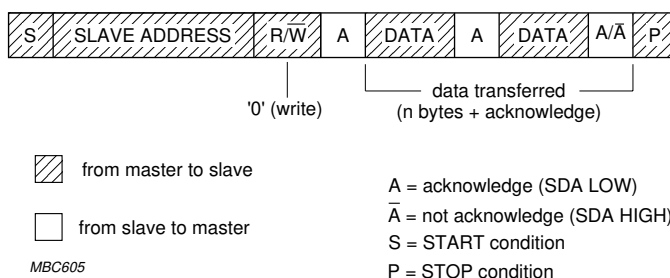 S SLAVE ADDRESS R/W̅ A DATA A DATA A/A̅ P
'0' (write)
data transferred
(n bytes + acknowledge)
from master to slave
from slave to master
A = acknowledge (SDA LOW)
A̅ = not acknowledge (SDA HIGH)
S = START condition
P = STOP condition
MBC605